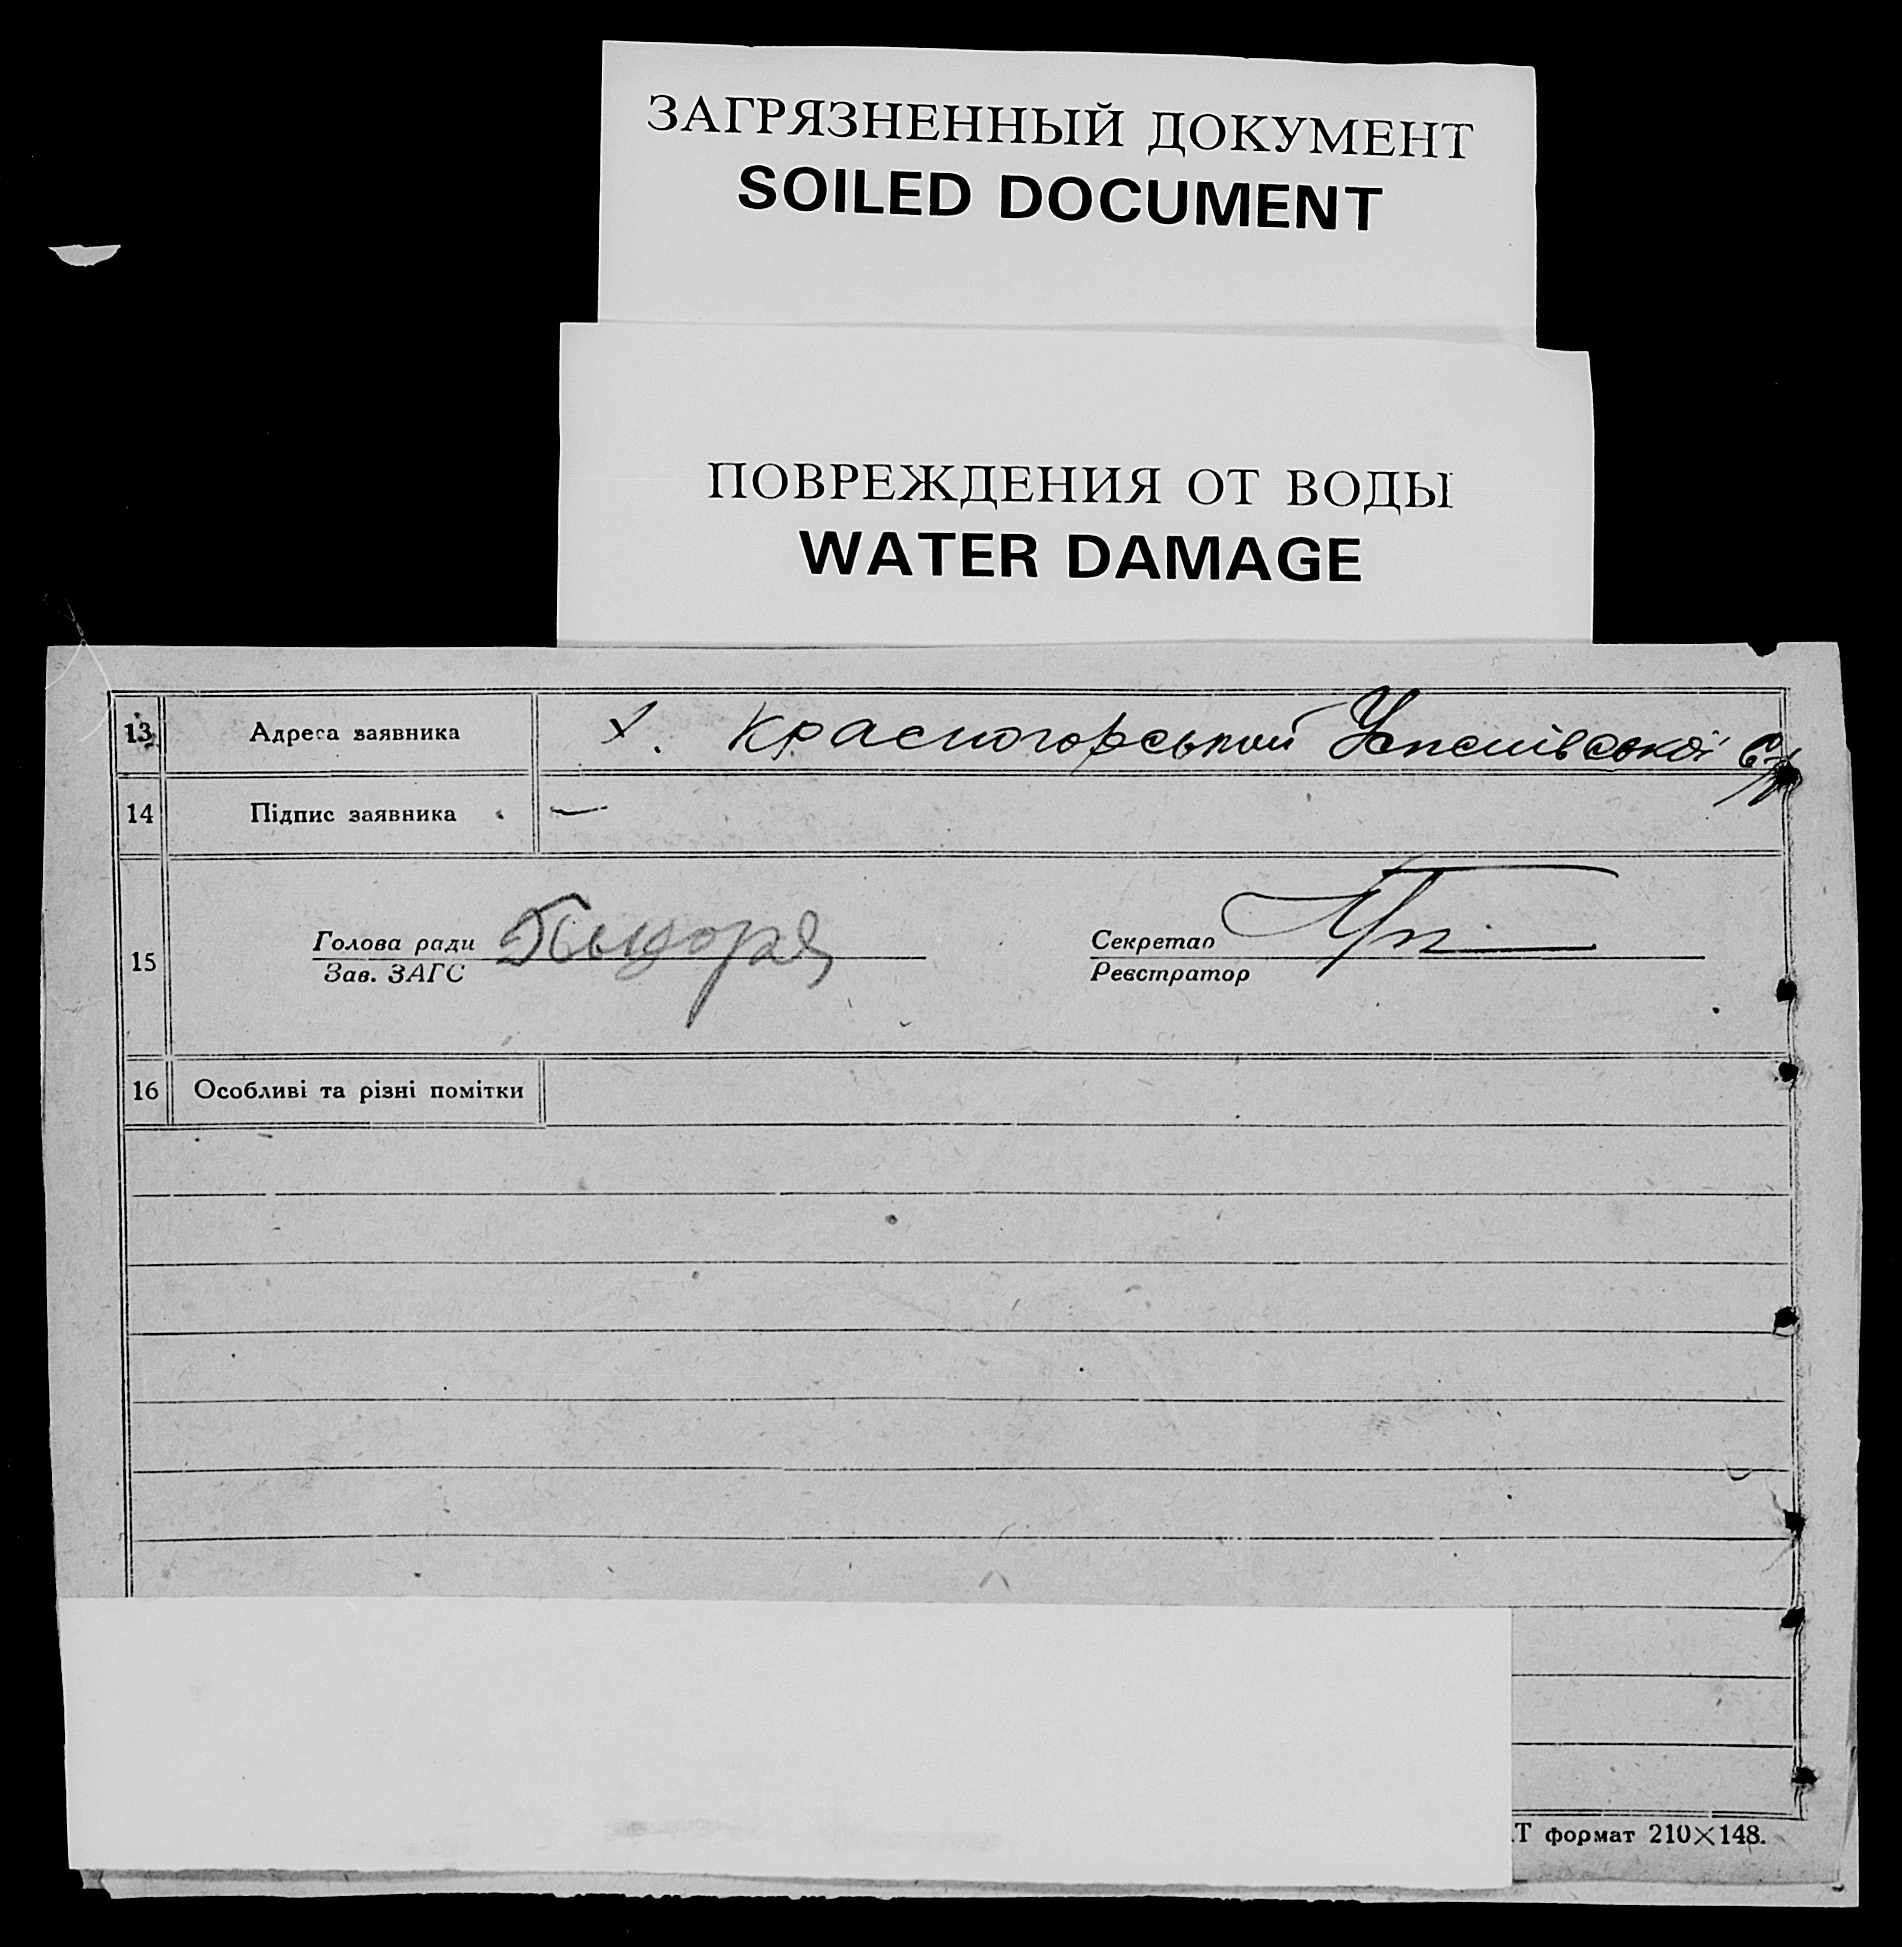 ЗАГРЯЗНЕННЫЙ ДОКУМЕНТ
SOILED DOCUMENT
ПОВРЕЖДЕНИЯ ОТ ВОДЫ
WATER DAMAGE
13 Адреса заявника х. Красногорський Успенівської с/р
14 Підпис заявника —
15 Голова ради Секретар
Зав. ЗАГС Реєстратор
16 Особливі та різні помітки
Т формат 210×148.